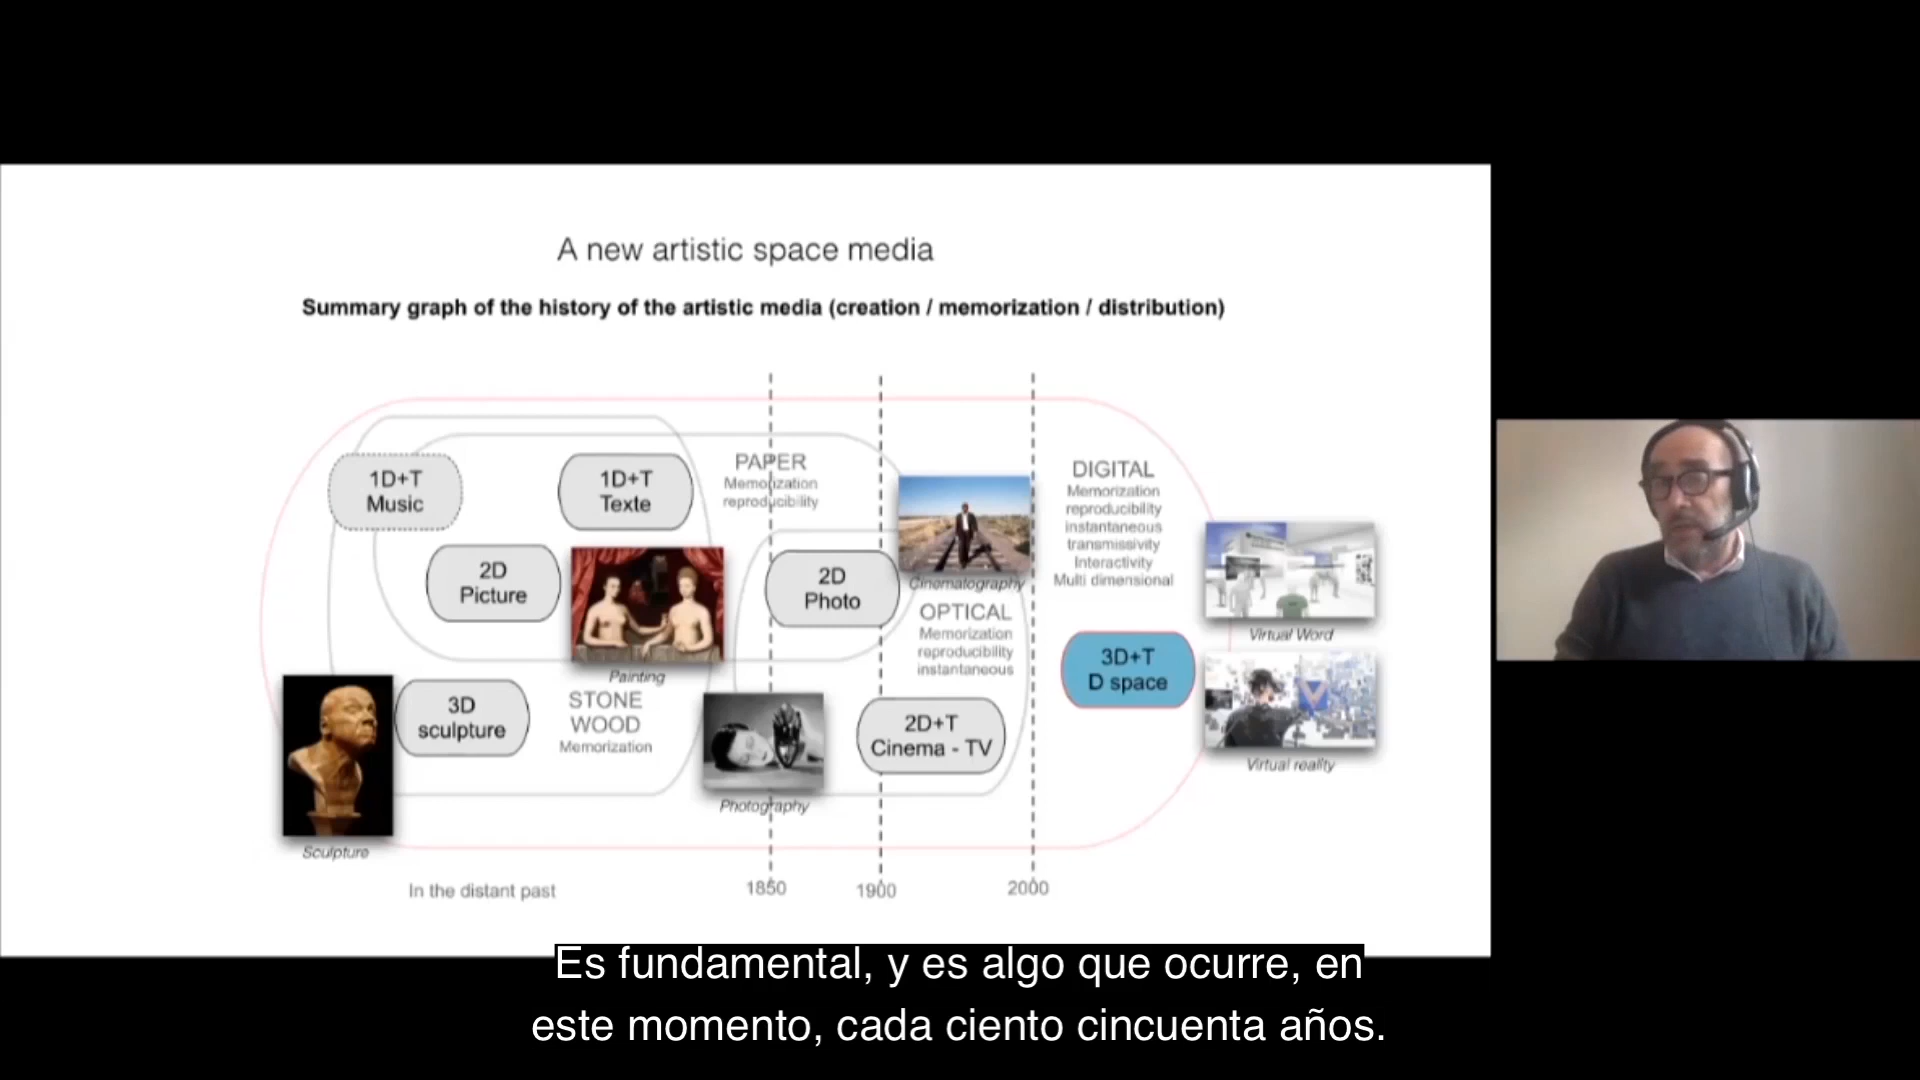 A new artistic space media
Summary graph of the history of the artistic media (creation / memorization / distribution)
1D+T
Music
1D+T
Texte
PAPER
Memorization
reproducibility
2D
Picture
Painting
2D
Photo
Cinematography
OPTICAL
Memorization
reproducibility
instantaneous
DIGITAL
Memorization
reproducibility
instantaneous
transmissivity
Interactivity
Multi dimensional
Virtual Word
3D+T
D space
Virtual reality
3D
sculpture
Sculpture
STONE
WOOD
Memorization
Photography
2D+T
Cinema - TV
In the distant past
1850
1900
2000
Es fundamental, y es algo que ocurre, en
este momento, cada ciento cincuenta años.